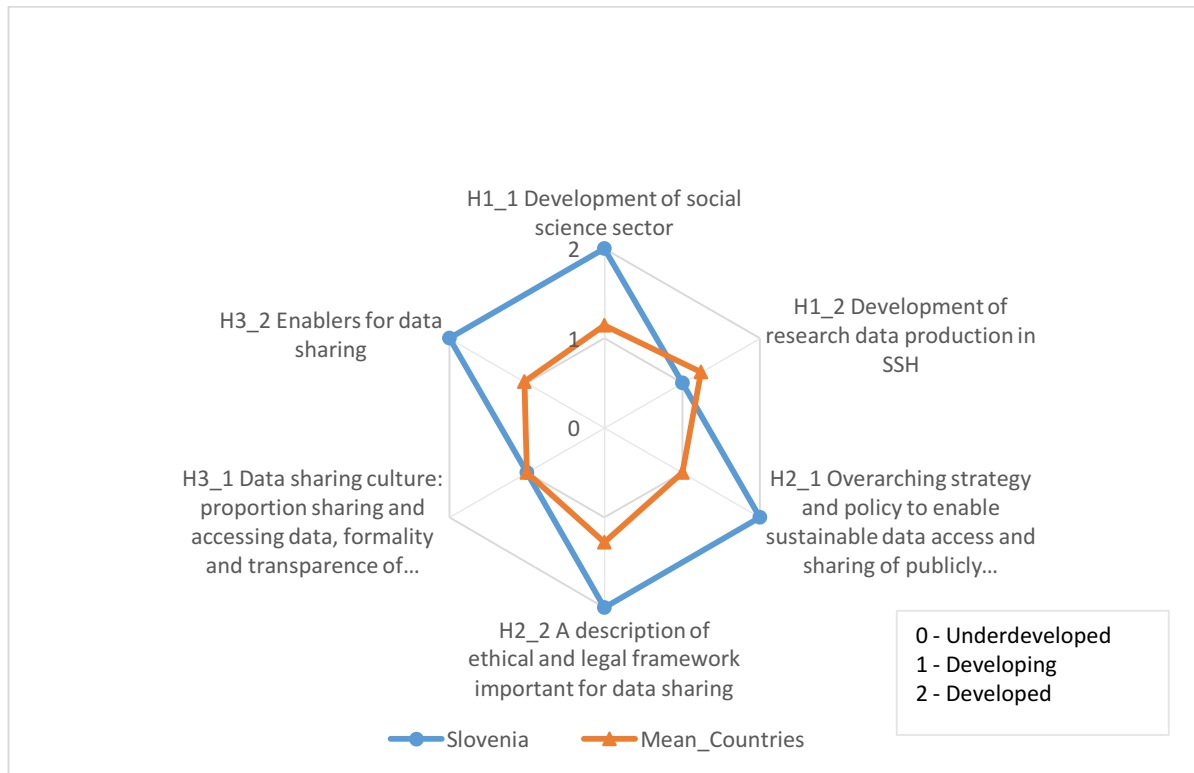 H1_1 Development of social
science sector
2
H1_2 Development of
research data production in
SSH
H3_2 Enablers for data
sharing
1
0
H3_1 Data sharing culture:
proportion sharing and
accessing data, formality
and transparence of...
H2_1 Overarching strategy
and policy to enable
sustainable data access and
sharing of publicly...
H2_2 A description of
ethical and legal framework
important for data sharing
0 - Underdeveloped
1 - Developing
2 - Developed
Slovenia
Mean_Countries